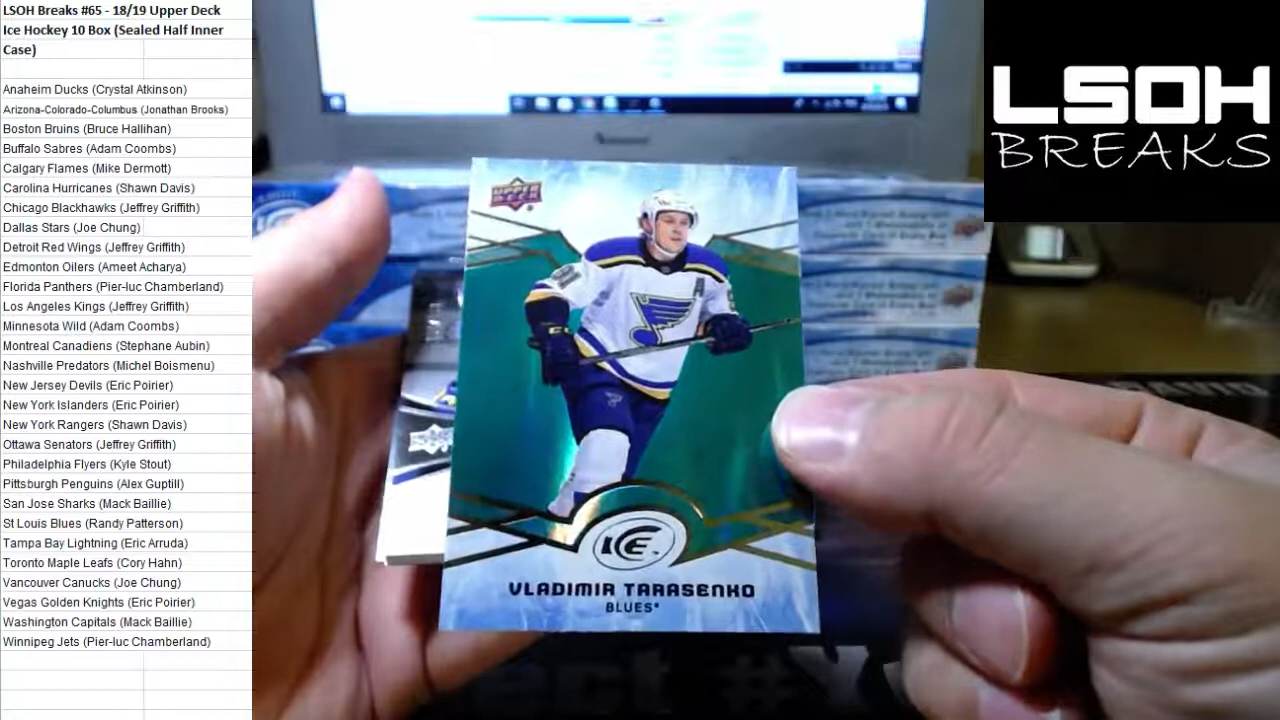 LSOH Breaks #65 - 18/19 Upper Deck
Ice Hockey 10 Box (Sealed Half Inner
Case)
Anaheim Ducks (Crystal Atkinson)
Arizona-Colorado-Columbus (Jonathan Brooks)
Boston Bruins (Bruce Hallihan)
Buffalo Sabres (Adam Coombs)
Calgary Flames (Mike Dermott)
Carolina Hurricanes (Shawn Davis)
Chicago Blackhawks (Jeffrey Griffith)
Dallas Stars (Joe Chung)
Detroit Red Wings (Jeffrey Griffith)
Edmonton Oilers (Ameet Acharya)
Florida Panthers (Pier-luc Chamberland)
Los Angeles Kings (Jeffrey Griffith)
Minnesota Wild (Adam Coombs)
Montreal Canadiens (Stephane Aubin)
Nashville Predators (Michel Boismenu)
New Jersey Devils (Eric Poirier)
New York Islanders (Eric Poirier)
New York Rangers (Shawn Davis)
Ottawa Senators (Jeffrey Griffith)
Philadelphia Flyers (Kyle Stout)
Pittsburgh Penguins (Alex Guptill)
San Jose Sharks (Mack Baillie)
St Louis Blues (Randy Patterson)
Tampa Bay Lightning (Eric Arruda)
Toronto Maple Leafs (Cory Hahn)
Vancouver Canucks (Joe Chung)
Vegas Golden Knights (Eric Poirier)
Washington Capitals (Mack Baillie)
Winnipeg Jets (Pier-luc Chamberland)
LSOH
BREAKS
UPPER
DECK
A
ICE
VLADIMIR TARASENKO
BLUES